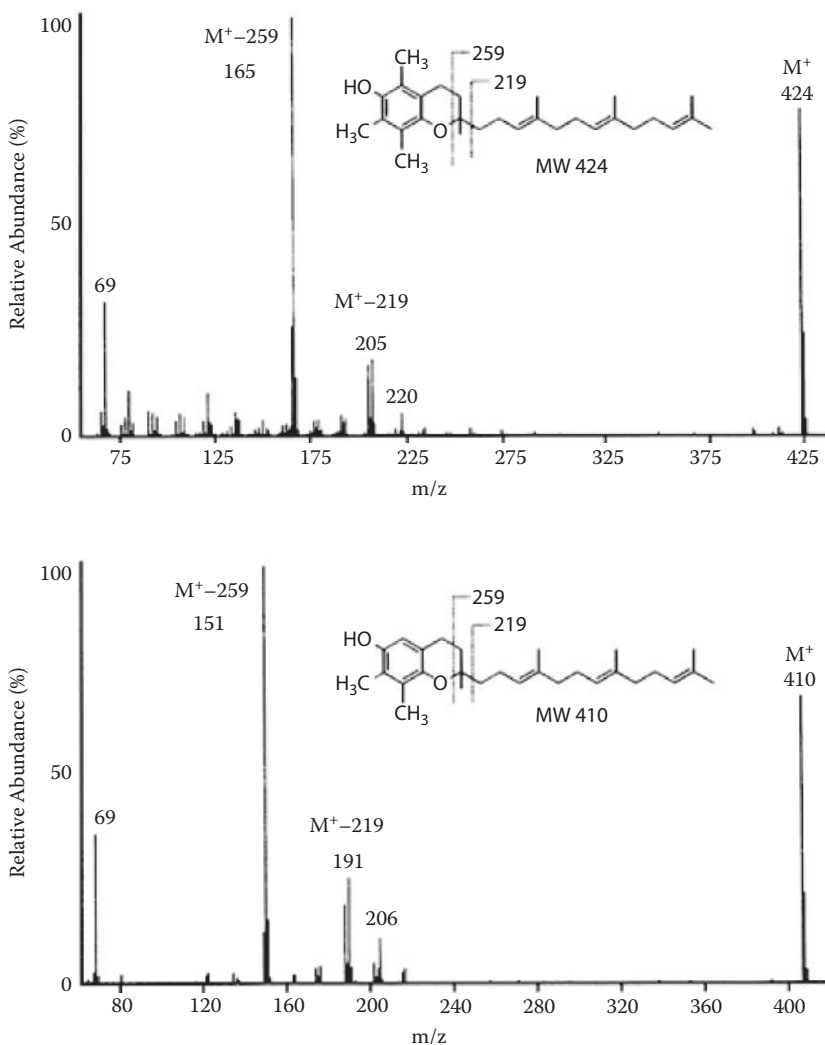 Relative Abundance (%)
100
50
0
M⁺–259
165
69
M⁺–219
205
220
M⁺
424
CH₃
HO
H₃C
O
CH₃
259
219
MW 424
75
125
175
225
275
325
375
425
m/z
Relative Abundance (%)
100
50
0
M⁺–259
151
69
M⁺–219
191
206
M⁺
410
HO
H₃C
O
CH₃
259
219
MW 410
80
120
160
200
240
280
320
360
400
m/z